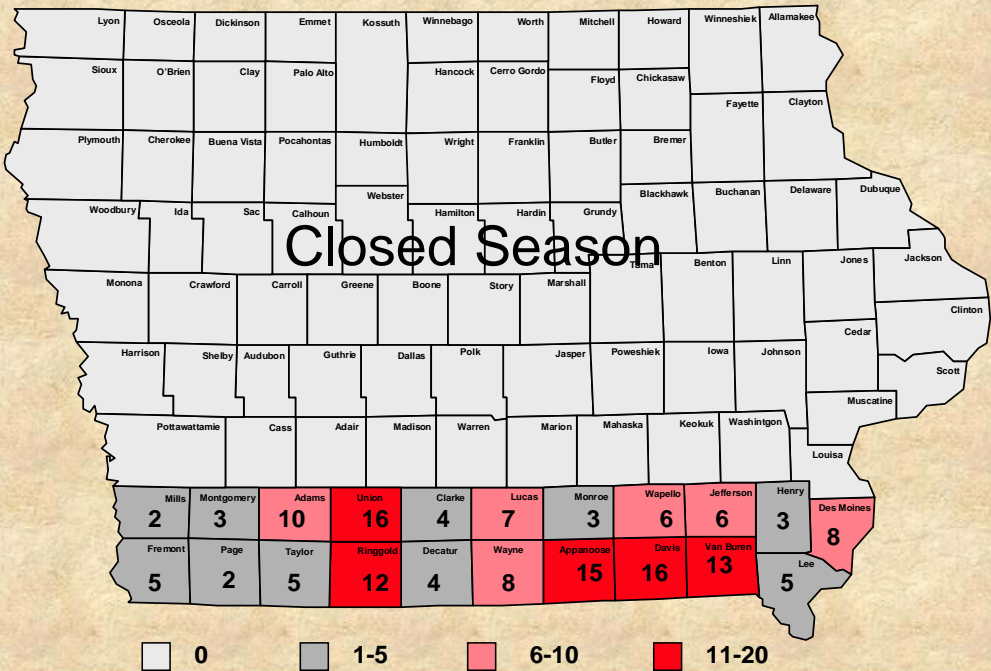 Lyon Osceola Dickinson Emmet Kossuth Winnebago Worth Mitchell Howard Winneshiek Allamakee
Sioux O'Brien Clay Palo Alto Hancock Cerro Gordo Floyd Chickasaw
Fayette Clayton
Plymouth Cherokee Buena Vista Pocahontas Humboldt Wright Franklin Butler Bremer
Webster Blackhawk Buchanan Delaware Dubuque
Woodbury Ida Sac Calhoun Hamilton Hardin Grundy
Closed Season
Tama Benton Linn Jones Jackson
Monona Crawford Carroll Greene Boone Story Marshall
Clinton
Cedar
Harrison Shelby Audubon Guthrie Dallas Polk Jasper Poweshiek Iowa Johnson
Scott
Muscatine
Pottawattamie Cass Adair Madison Warren Marion Mahaska Keokuk Washintgon
Louisa
Mills Montgomery Adams Union Clarke Lucas Monroe Wapello Jefferson Henry
Des Moines
2 3 10 16 4 7 3 6 6 3
8
Fremont Page Taylor Ringgold Decatur Wayne Appanoose Davis Van Buren
Lee
5 2 5 12 4 8 15 16 13 5
0 1-5 6-10 11-20